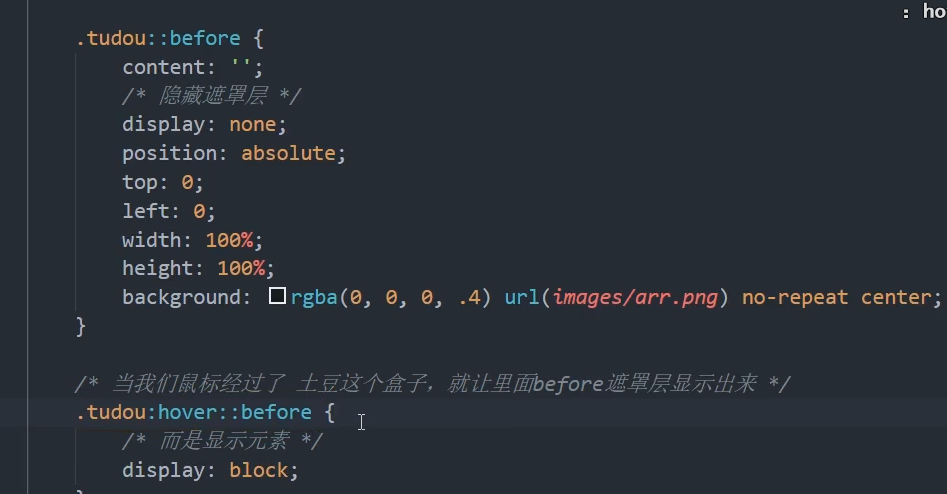 : ho
.tudou::before {
content: '';
/* 隐藏遮罩层 */
display: none;
position: absolute;
top: 0;
left: 0;
width: 100%;
height: 100%;
background: rgba(0, 0, 0, .4) url(images/arr.png) no-repeat center;
}
/* 当我们鼠标经过了 土豆这个盒子，就让里面before遮罩层显示出来 */
.tudou:hover::before {
/* 而是显示元素 */
display: block;
}